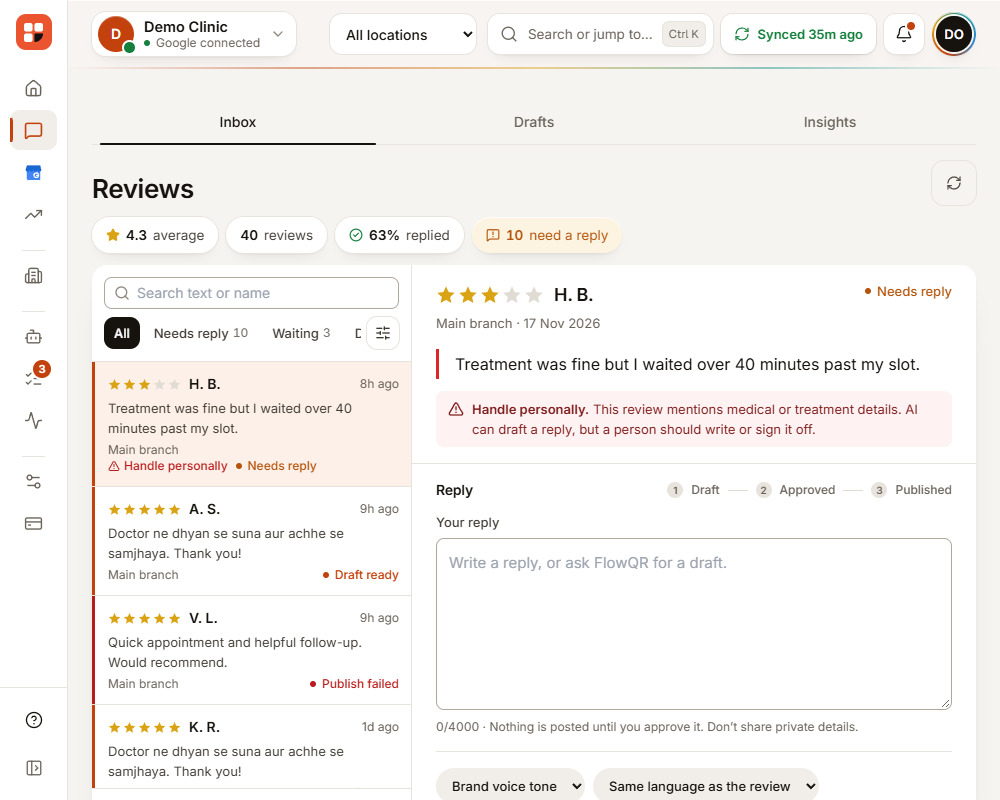 D
Demo Clinic
Google connected
All locations
Search or jump to...
Ctrl K
Synced 35m ago
DO
3
Inbox
Drafts
Insights
Reviews
4.3 average
40 reviews
63% replied
10 need a reply
Search text or name
All
Needs reply 10
Waiting 3
H. B.
8h ago
Treatment was fine but I waited over 40
minutes past my slot.
Main branch
Handle personally
Needs reply
A. S.
9h ago
Doctor ne dhyan se suna aur achhe se
samjhaya. Thank you!
Main branch
Draft ready
V. L.
9h ago
Quick appointment and helpful follow-up.
Would recommend.
Main branch
Publish failed
K. R.
1d ago
Doctor ne dhyan se suna aur achhe se
samjhaya. Thank you!
H. B.
Needs reply
Main branch · 17 Nov 2026
Treatment was fine but I waited over 40 minutes past my slot.
Handle personally. This review mentions medical or treatment details. AI
can draft a reply, but a person should write or sign it off.
Reply
1 Draft
2 Approved
3 Published
Your reply
Write a reply, or ask FlowQR for a draft.
0/4000 · Nothing is posted until you approve it. Don't share private details.
Brand voice tone
Same language as the review